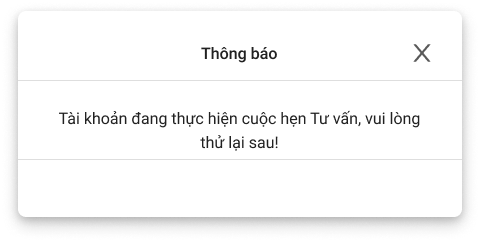 Thông báo
Tài khoản đang thực hiện cuộc hẹn Tư vấn, vui lòng
thử lại sau!